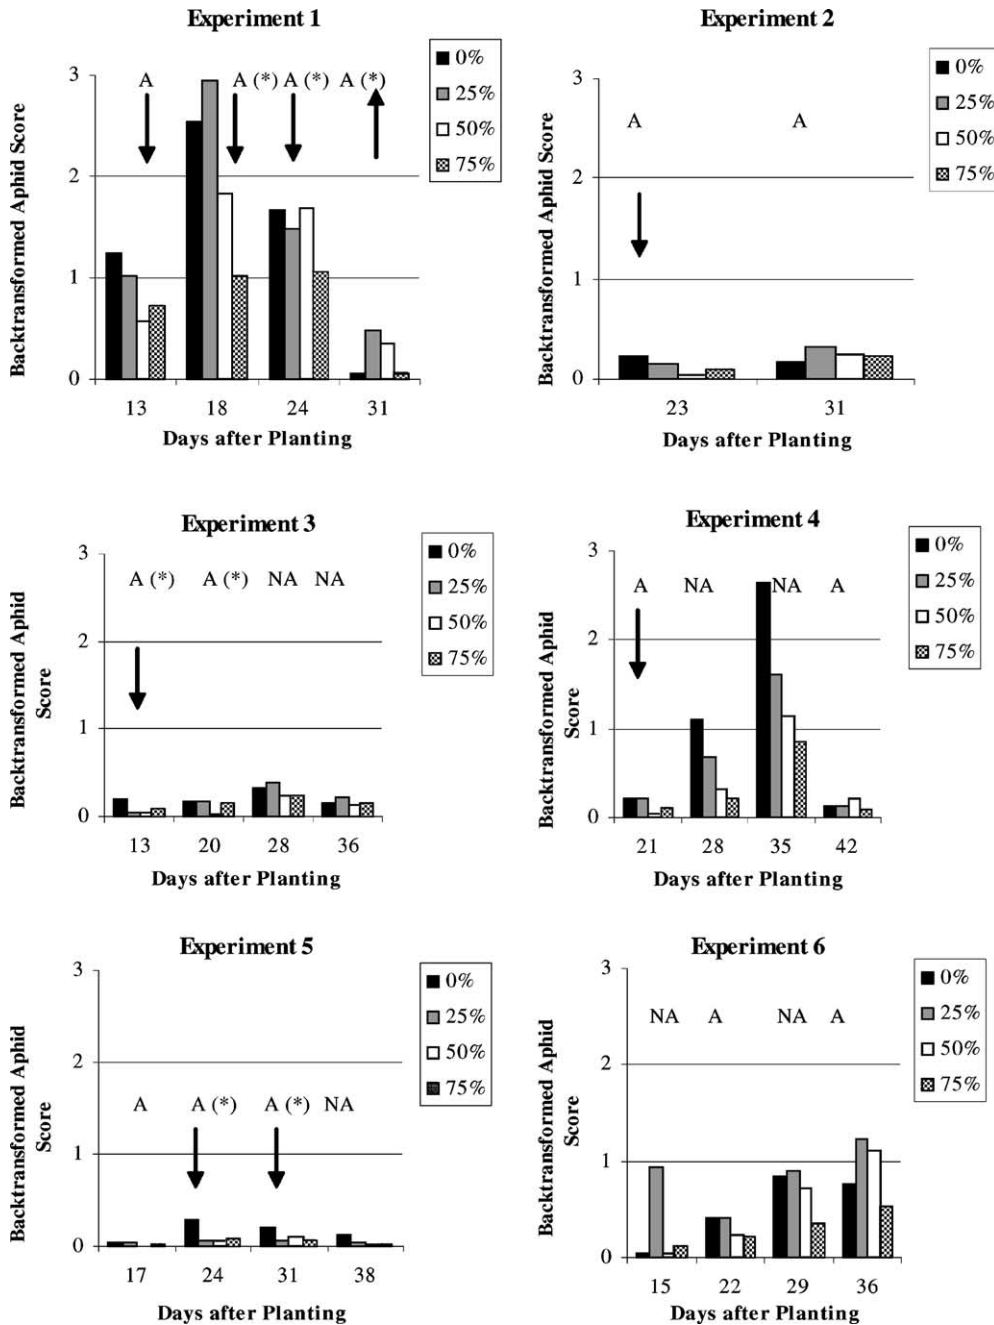 Experiment 1
Backtransformed Aphid Score
3
2
1
0
A A (*) A (*) A (*)
0%
25%
50%
75%
13 18 24 31
Days after Planting
Experiment 2
Backtransformed Aphid Score
3
2
1
0
A A
0%
25%
50%
75%
23 31
Days after Planting
Experiment 3
Backtransformed Aphid
Score
3
2
1
0
A (*) A (*) NA NA
0%
25%
50%
75%
13 20 28 36
Days after Planting
Experiment 4
Backtransformed Aphid
Score
3
2
1
0
A NA NA A
0%
25%
50%
75%
21 28 35 42
Days after Planting
Experiment 5
Backtransformed Aphid
Score
3
2
1
0
A A (*) A (*) NA
0%
25%
50%
75%
17 24 31 38
Days after Planting
Experiment 6
Backtransformed Aphid
Score
3
2
1
0
NA A NA A
0%
25%
50%
75%
15 22 29 36
Days after Planting